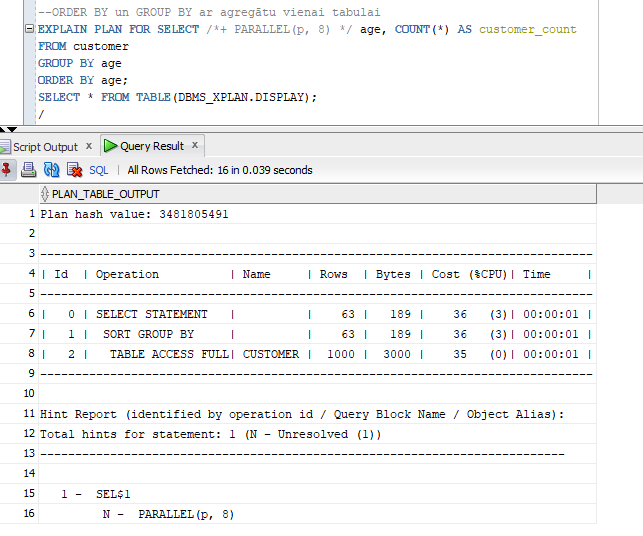 --ORDER BY un GROUP BY ar agregātu vienai tabulai
EXPLAIN PLAN FOR SELECT /*+ PARALLEL(p, 8) */ age, COUNT(*) AS customer_count
FROM customer
GROUP BY age
ORDER BY age;
SELECT * FROM TABLE(DBMS_XPLAN.DISPLAY);
/
Script Output x Query Result x
SQL | All Rows Fetched: 16 in 0.039 seconds
PLAN_TABLE_OUTPUT
1 Plan hash value: 3481805491
2
3 -------------------------------------------------------------------------------
4 | Id | Operation | Name | Rows | Bytes | Cost (%CPU)| Time |
5 -------------------------------------------------------------------------------
6 | 0 | SELECT STATEMENT | | 63 | 189 | 36 (3)| 00:00:01 |
7 | 1 | SORT GROUP BY | | 63 | 189 | 36 (3)| 00:00:01 |
8 | 2 | TABLE ACCESS FULL| CUSTOMER | 1000 | 3000 | 35 (0)| 00:00:01 |
9 -------------------------------------------------------------------------------
10
11 Hint Report (identified by operation id / Query Block Name / Object Alias):
12 Total hints for statement: 1 (N - Unresolved (1))
13 ---------------------------------------------------------------------------
14
15 1 - SEL$1
16 N - PARALLEL(p, 8)